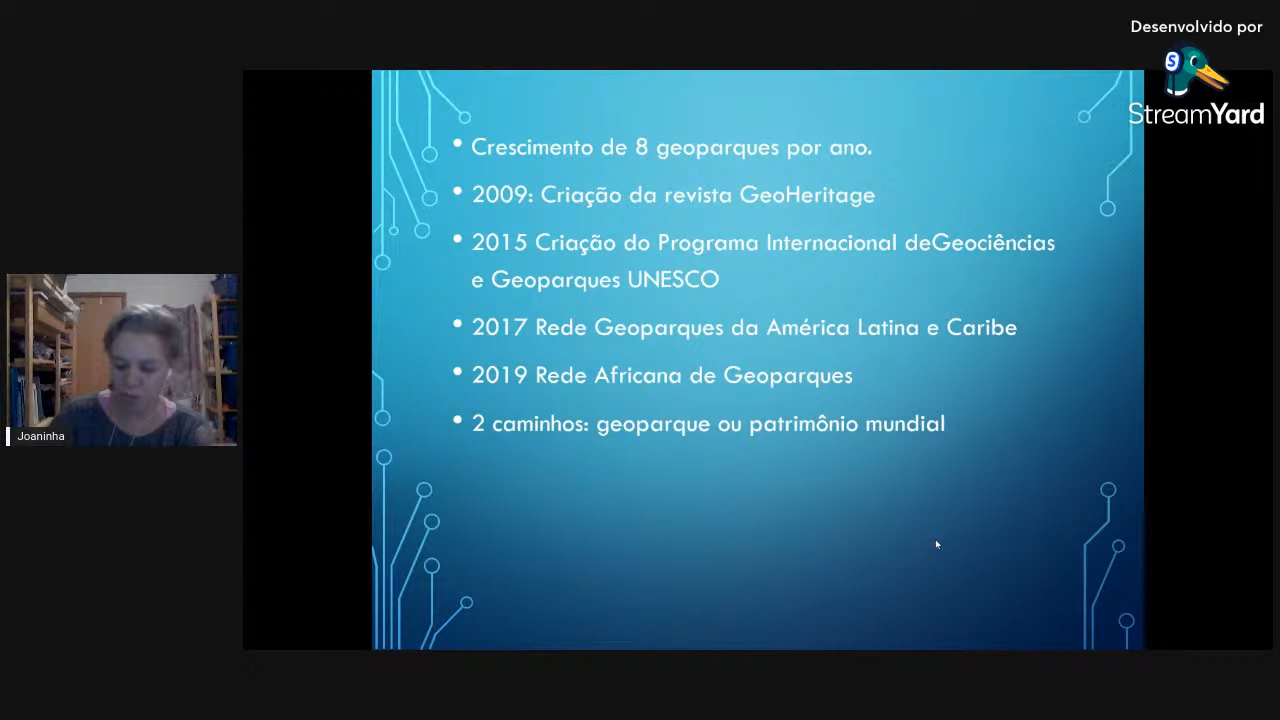 Desenvolvido por
StreamYard
• Crescimento de 8 geoparques por ano.
• 2009: Criação da revista GeoHeritage
• 2015 Criação do Programa Internacional deGeociências
e Geoparques UNESCO
• 2017 Rede Geoparques da América Latina e Caribe
• 2019 Rede Africana de Geoparques
• 2 caminhos: geoparque ou patrimônio mundial
Joaninha